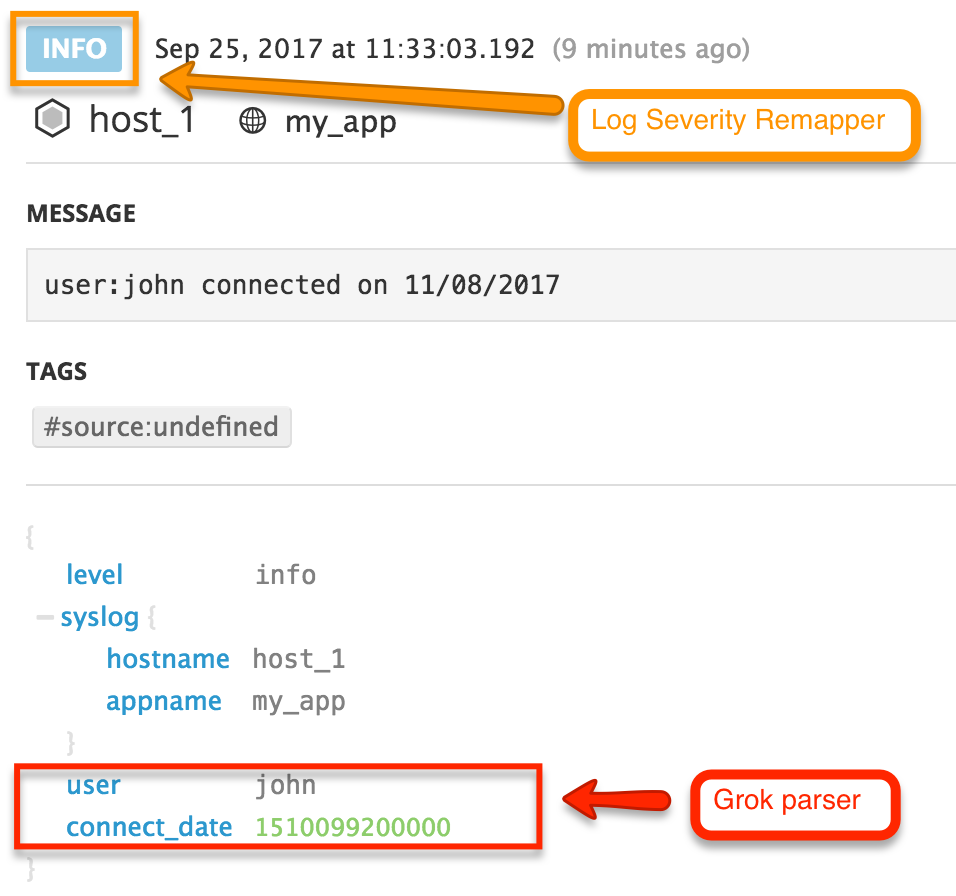 INFO Sep 25, 2017 at 11:33:03.192 (9 minutes ago)
host_1 my_app
Log Severity Remapper
MESSAGE
user:john connected on 11/08/2017
TAGS
#source:undefined
{
level info
syslog {
hostname host_1
appname my_app
}
user john
connect_date 1510099200000
Grok parser
}